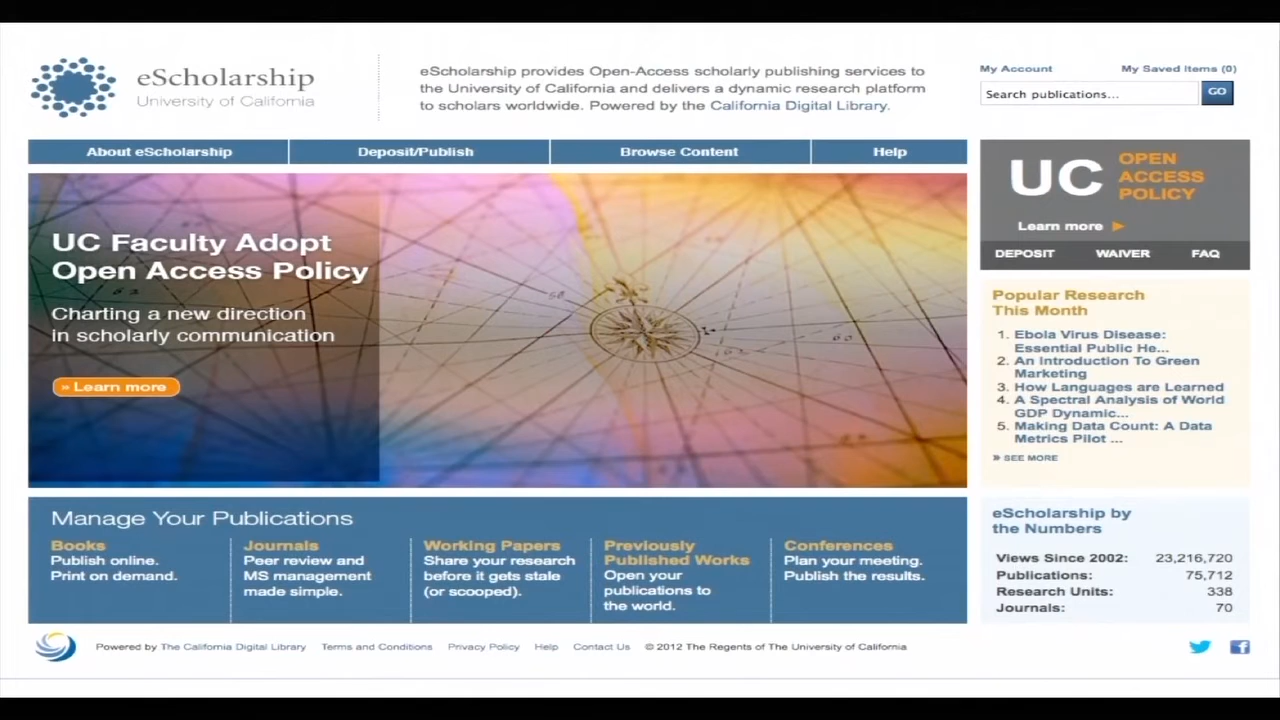 eScholarship
University of California
eScholarship provides Open-Access scholarly publishing services to
the University of California and delivers a dynamic research platform
to scholars worldwide. Powered by the California Digital Library.
My Account
My Saved Items (0)
Search publications...
GO
About eScholarship
Deposit/Publish
Browse Content
Help
UC Faculty Adopt
Open Access Policy
Charting a new direction
in scholarly communication
» Learn more
UC
OPEN
ACCESS
POLICY
Learn more
DEPOSIT
WAIVER
FAQ
Popular Research
This Month
1. Ebola Virus Disease:
Essential Public He...
2. An Introduction To Green
Marketing
3. How Languages are Learned
4. A Spectral Analysis of World
GDP Dynamic...
5. Making Data Count: A Data
Metrics Pilot ...
» SEE MORE
Manage Your Publications
Books
Publish online.
Print on demand.
Journals
Peer review and
MS management
made simple.
Working Papers
Share your research
before it gets stale
(or scooped).
Previously
Published Works
Open your
publications to
the world.
Conferences
Plan your meeting.
Publish the results.
eScholarship by
the Numbers
Views Since 2002: 23,216,720
Publications: 75,712
Research Units: 338
Journals: 70
Powered by The California Digital Library
Terms and Conditions
Privacy Policy
Help
Contact Us
© 2012 The Regents of The University of California